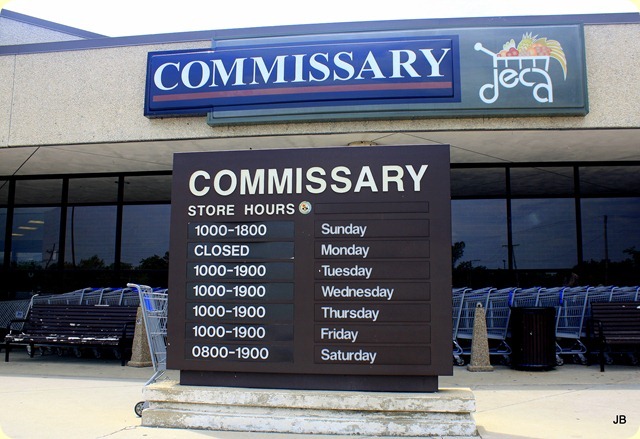 COMMISSARY deca
COMMISSARY
STORE HOURS
1000-1800 Sunday
CLOSED Monday
1000-1900 Tuesday
1000-1900 Wednesday
1000-1900 Thursday
1000-1900 Friday
0800-1900 Saturday
JB